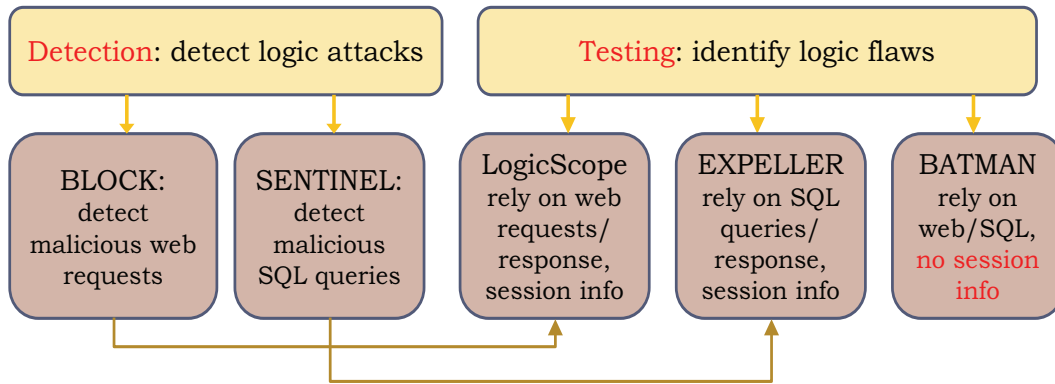 Detection: detect logic attacks
Testing: identify logic flaws
BLOCK:
detect
malicious web
requests
SENTINEL:
detect
malicious
SQL queries
LogicScope
rely on web
requests/
response,
session info
EXPELLER
rely on SQL
queries/
response,
session info
BATMAN
rely on
web/SQL,
no session
info